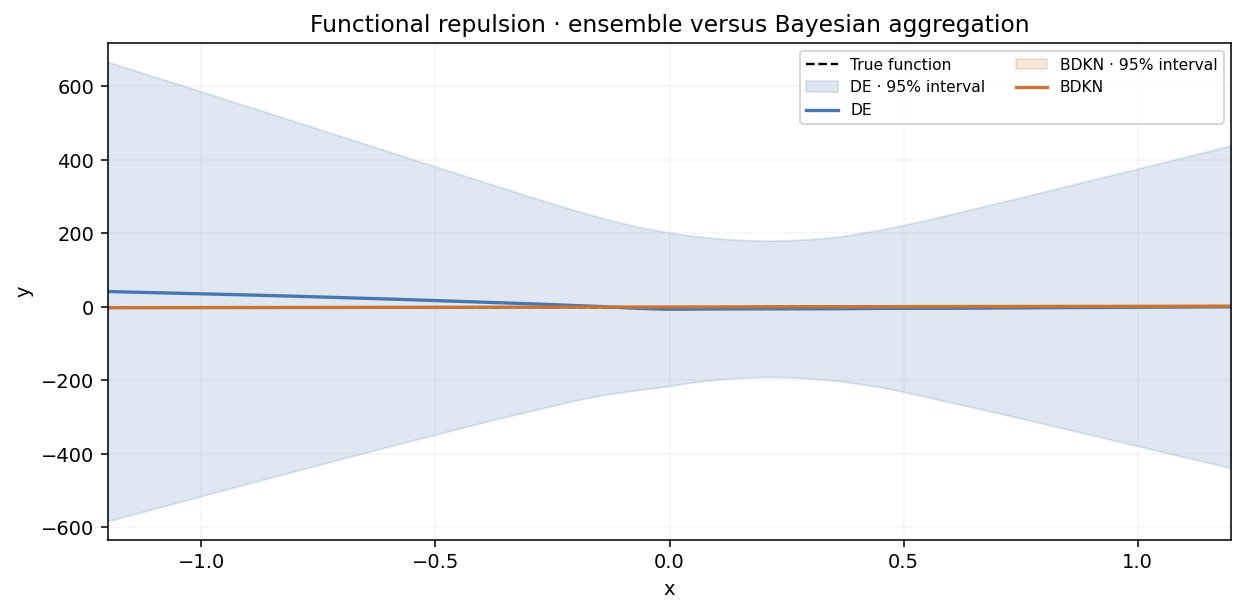 Functional repulsion · ensemble versus Bayesian aggregation
True function
DE · 95% interval
DE
BDKN · 95% interval
BDKN
600
400
200
0
−200
−400
−600
y
−1.0
−0.5
0.0
0.5
1.0
x